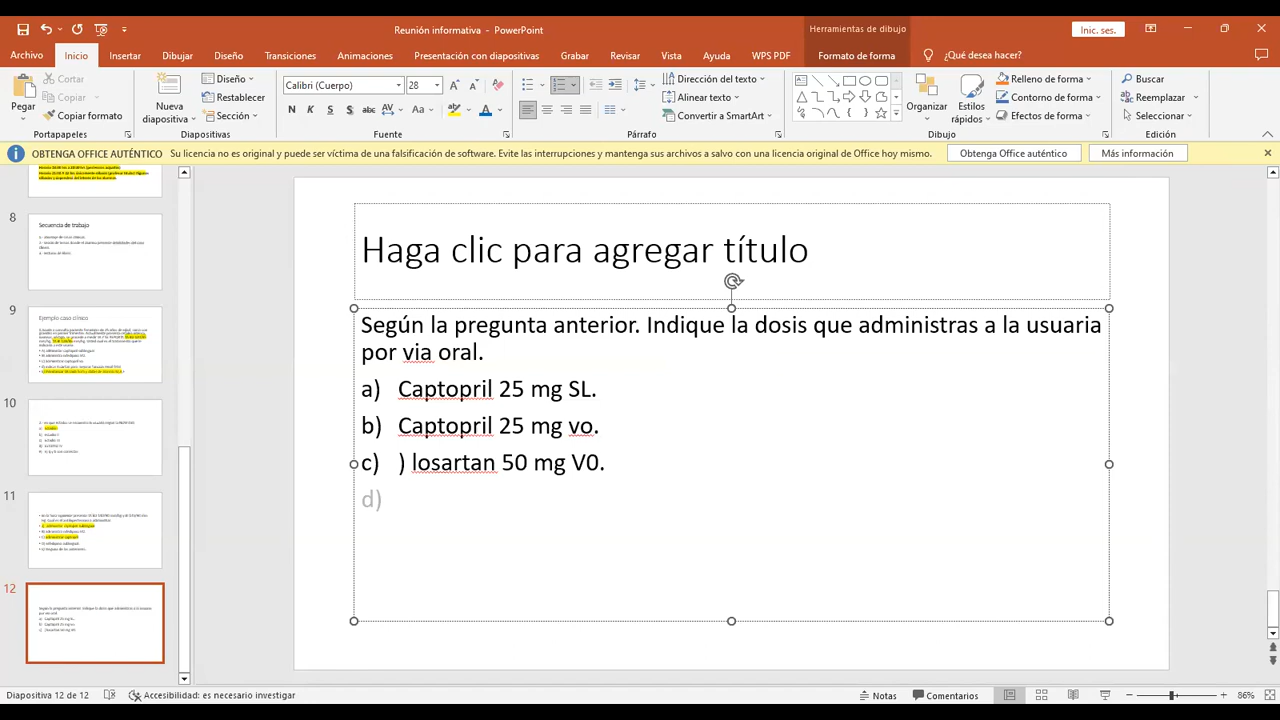 Reunión informativa - PowerPoint
Herramientas de dibujo
Inic. ses.
Archivo Inicio Insertar Dibujar Diseño Transiciones Animaciones Presentación con diapositivas Grabar Revisar Vista Ayuda WPS PDF Formato de forma ¿Qué desea hacer?
Pegar
Cortar
Copiar
Copiar formato
Portapapeles
Nueva diapositiva
Diseño
Restablecer
Sección
Diapositivas
Calibri (Cuerpo) 28
N K S S abc AV Aa A
Fuente
Dirección del texto
Alinear texto
Convertir a SmartArt
Párrafo
Organizar
Estilos rápidos
Relleno de forma
Contorno de forma
Efectos de forma
Dibujo
Buscar
Reemplazar
Seleccionar
Edición
OBTENGA OFFICE AUTÉNTICO Su licencia no es original y puede ser víctima de una falsificación de software. Evite las interrupciones y mantenga sus archivos a salvo con una licencia original de Office hoy mismo. Obtenga Office auténtico Más información
8
Secuencia de trabajo
9
Ejemplo caso clínico
10
11
12
Haga clic para agregar título
Según la pregunta anterior. Indique la dosis que administras a la usuaria
por via oral.
a) Captopril 25 mg SL.
b) Captopril 25 mg vo.
c) ) losartan 50 mg V0.
d)
Diapositiva 12 de 12 Accesibilidad: es necesario investigar Notas Comentarios 86%